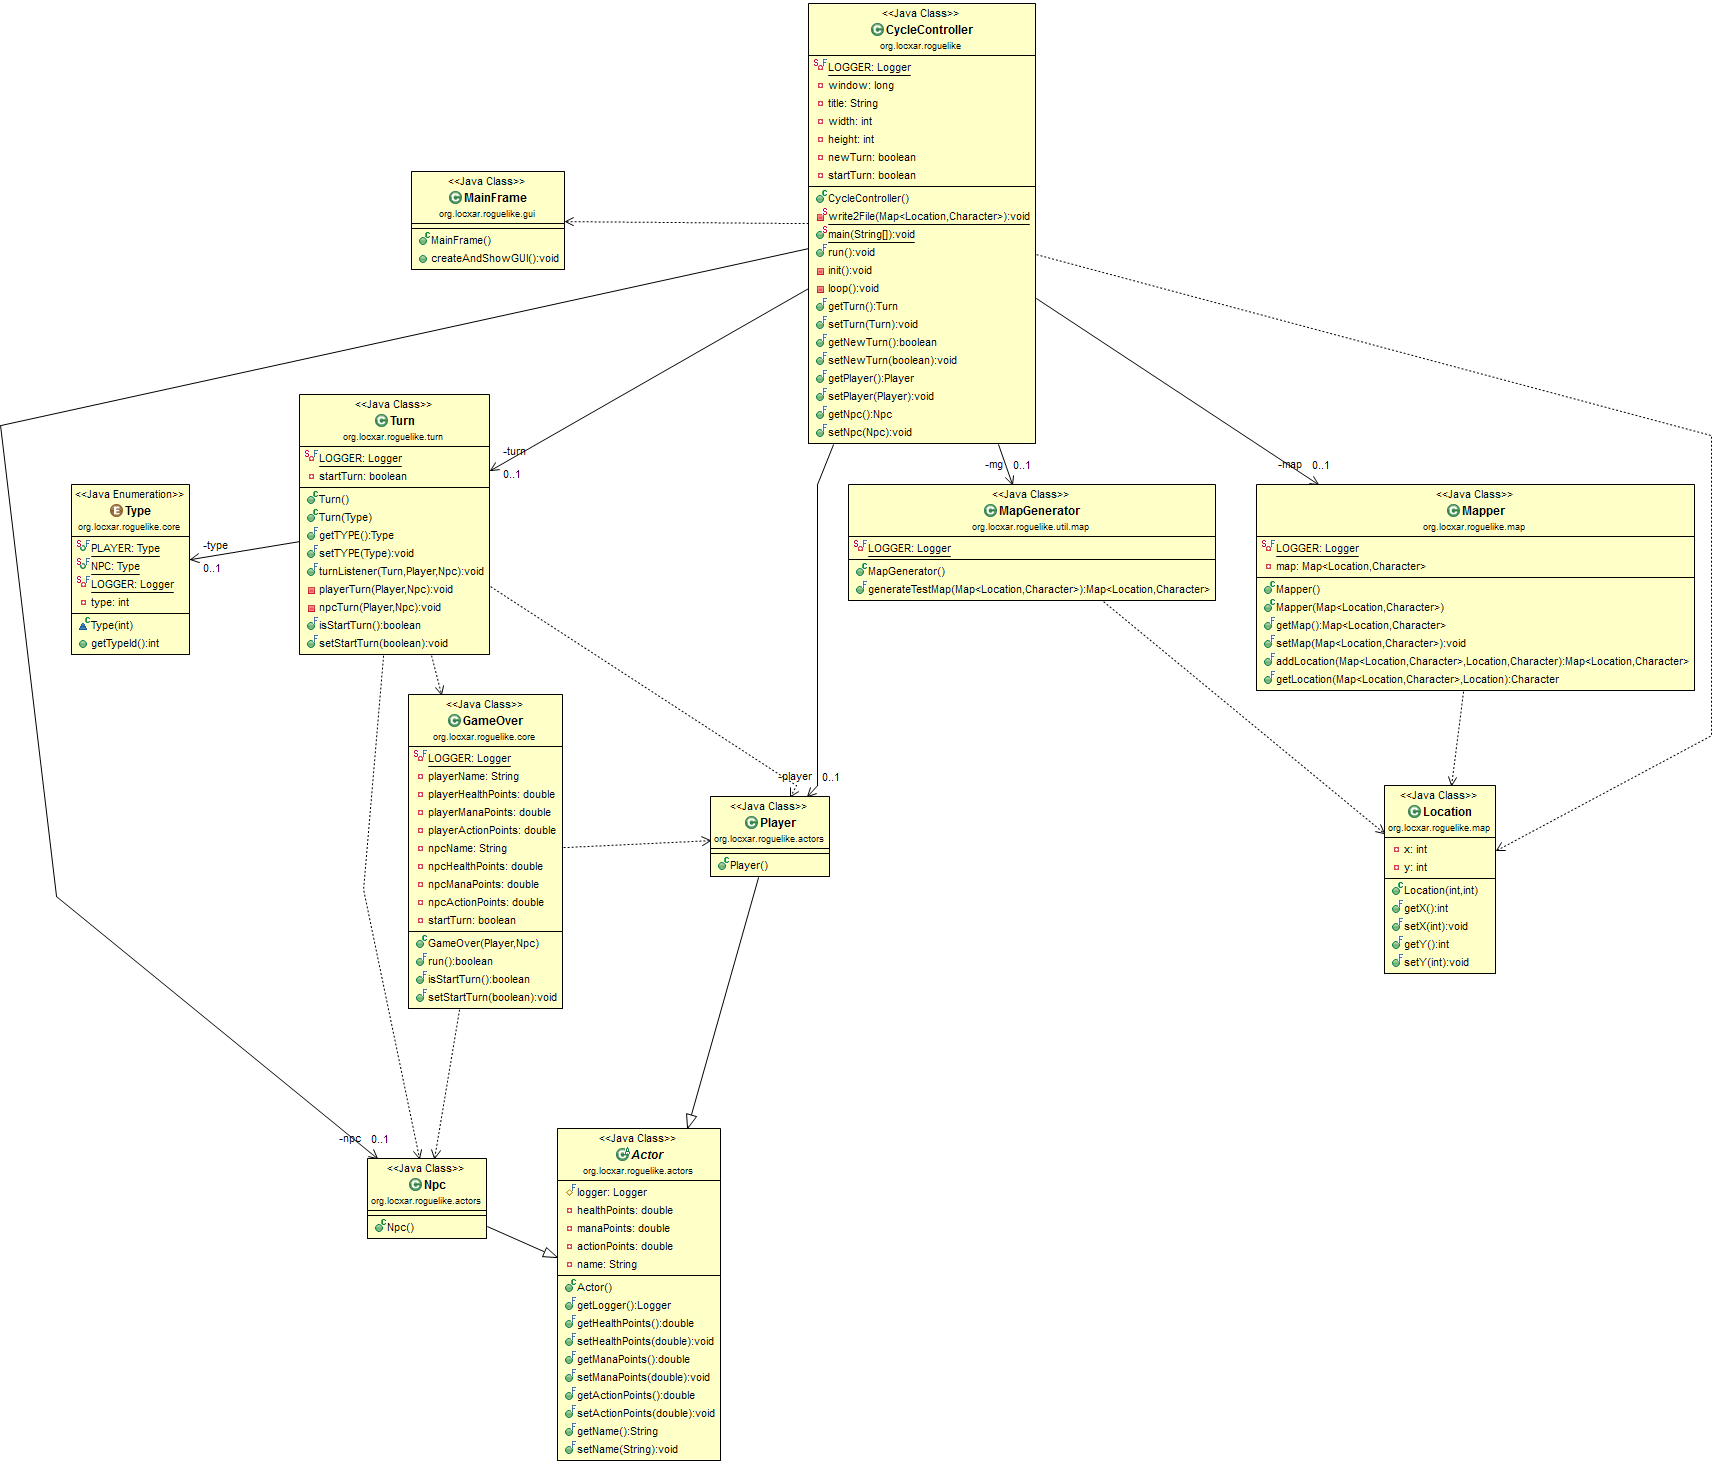 <<Java Class>>
CycleController
org.locxar.roguelike
LOGGER: Logger
window: long
title: String
width: int
height: int
newTurn: boolean
startTurn: boolean
CycleController()
write2File(Map<Location,Character>):void
main(String[]):void
run():void
init():void
loop():void
getTurn():Turn
setTurn(Turn):void
getNewTurn():boolean
setNewTurn(boolean):void
getPlayer():Player
setPlayer(Player):void
getNpc():Npc
setNpc(Npc):void
<<Java Class>>
MainFrame
org.locxar.roguelike.gui
MainFrame()
createAndShowGUI():void
<<Java Class>>
Turn
org.locxar.roguelike.turn
LOGGER: Logger
startTurn: boolean
Turn()
Turn(Type)
getTYPE():Type
setTYPE(Type):void
turnListener(Turn,Player,Npc):void
playerTurn(Player,Npc):void
npcTurn(Player,Npc):void
isStartTurn():boolean
setStartTurn(boolean):void
-turn
0..1
-mg 0..1
-map 0..1
<<Java Enumeration>>
Type
org.locxar.roguelike.core
PLAYER: Type
NPC: Type
LOGGER: Logger
type: int
Type(int)
getTypeId():int
-type
0..1
<<Java Class>>
MapGenerator
org.locxar.roguelike.util.map
LOGGER: Logger
MapGenerator()
generateTestMap(Map<Location,Character>):Map<Location,Character>
<<Java Class>>
Mapper
org.locxar.roguelike.map
LOGGER: Logger
map: Map<Location,Character>
Mapper()
Mapper(Map<Location,Character>)
getMap():Map<Location,Character>
setMap(Map<Location,Character>):void
addLocation(Map<Location,Character>,Location,Character):Map<Location,Character>
getLocation(Map<Location,Character>,Location):Character
<<Java Class>>
GameOver
org.locxar.roguelike.core
LOGGER: Logger
playerName: String
playerHealthPoints: double
playerManaPoints: double
playerActionPoints: double
npcName: String
npcHealthPoints: double
npcManaPoints: double
npcActionPoints: double
startTurn: boolean
GameOver(Player,Npc)
run():boolean
isStartTurn():boolean
setStartTurn(boolean):void
-player 0..1
<<Java Class>>
Player
org.locxar.roguelike.actors
Player()
<<Java Class>>
Location
org.locxar.roguelike.map
x: int
y: int
Location(int,int)
getX():int
setX(int):void
getY():int
setY(int):void
-npc 0..1
<<Java Class>>
Npc
org.locxar.roguelike.actors
Npc()
<<Java Class>>
Actor
org.locxar.roguelike.actors
logger: Logger
healthPoints: double
manaPoints: double
actionPoints: double
name: String
Actor()
getLogger():Logger
getHealthPoints():double
setHealthPoints(double):void
getManaPoints():double
setManaPoints(double):void
getActionPoints():double
setActionPoints(double):void
getName():String
setName(String):void